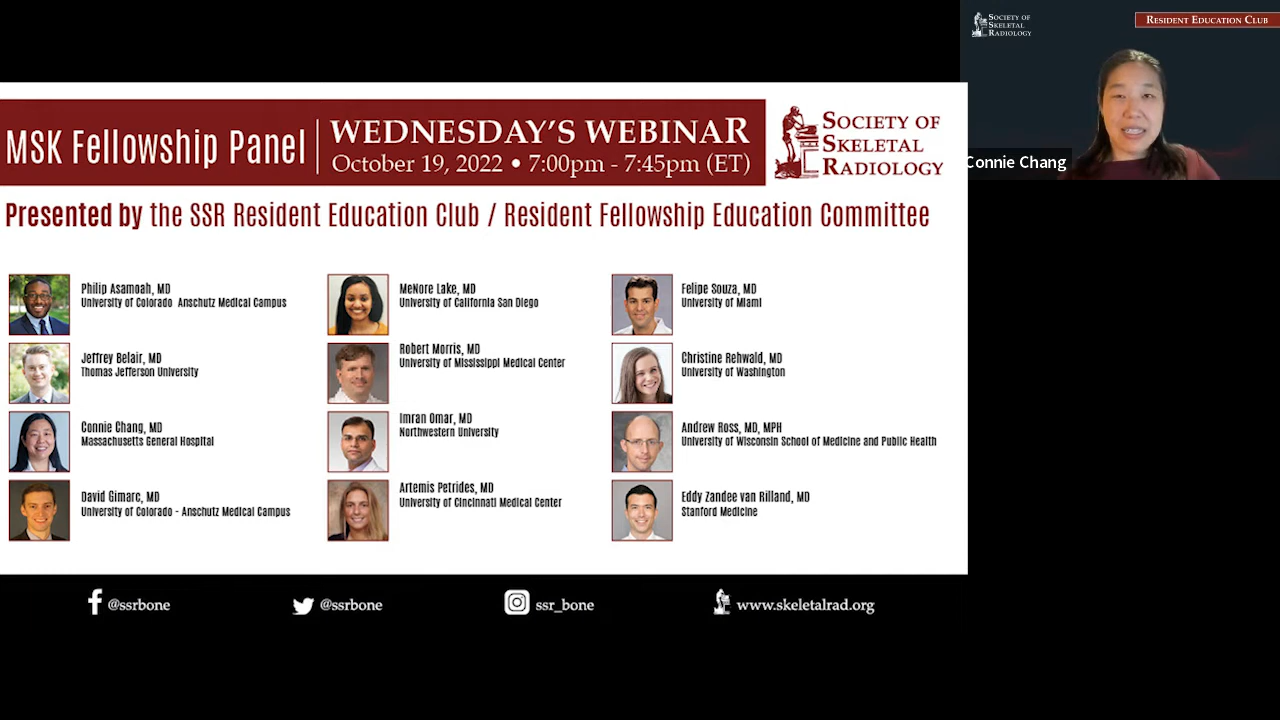 MSK Fellowship Panel
WEDNESDAY'S WEBINAR
October 19, 2022 • 7:00pm - 7:45pm (ET)
SOCIETY OF
SKELETAL
RADIOLOGY
SOCIETY OF
SKELETAL
RADIOLOGY
RESIDENT EDUCATION CLUB
Connie Chang
Presented by the SSR Resident Education Club / Resident Fellowship Education Committee
Philip Asamoah, MD
University of Colorado Anschutz Medical Campus
Jeffrey Belair, MD
Thomas Jefferson University
Connie Chang, MD
Massachusetts General Hospital
David Gimarc, MD
University of Colorado - Anschutz Medical Campus
MeNore Lake, MD
University of California San Diego
Robert Morris, MD
University of Mississippi Medical Center
Imran Omar, MD
Northwestern University
Artemis Petrides, MD
University of Cincinnati Medical Center
Felipe Souza, MD
University of Miami
Christine Rehwald, MD
University of Washington
Andrew Ross, MD, MPH
University of Wisconsin School of Medicine and Public Health
Eddy Zandee van Rilland, MD
Stanford Medicine
@ssrbone
@ssrbone
ssr_bone
www.skeletalrad.org